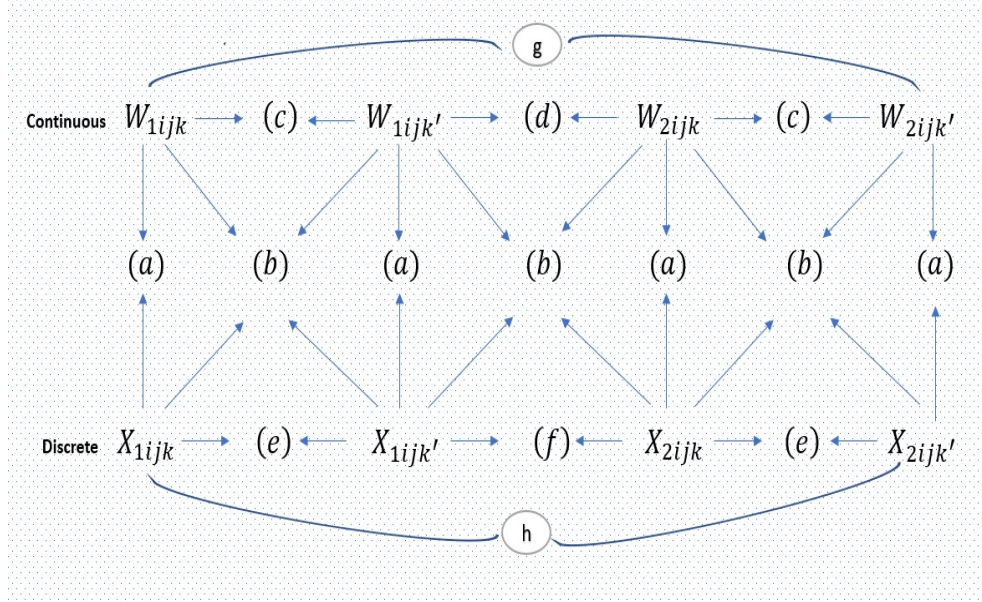 g
Continuous W₁ᵢⱼₖ (c) W₁ᵢⱼₖ′ (d) W₂ᵢⱼₖ (c) W₂ᵢⱼₖ′
(a) (b) (a) (b) (a) (b) (a)
Discrete X₁ᵢⱼₖ (e) X₁ᵢⱼₖ′ (f) X₂ᵢⱼₖ (e) X₂ᵢⱼₖ′
h